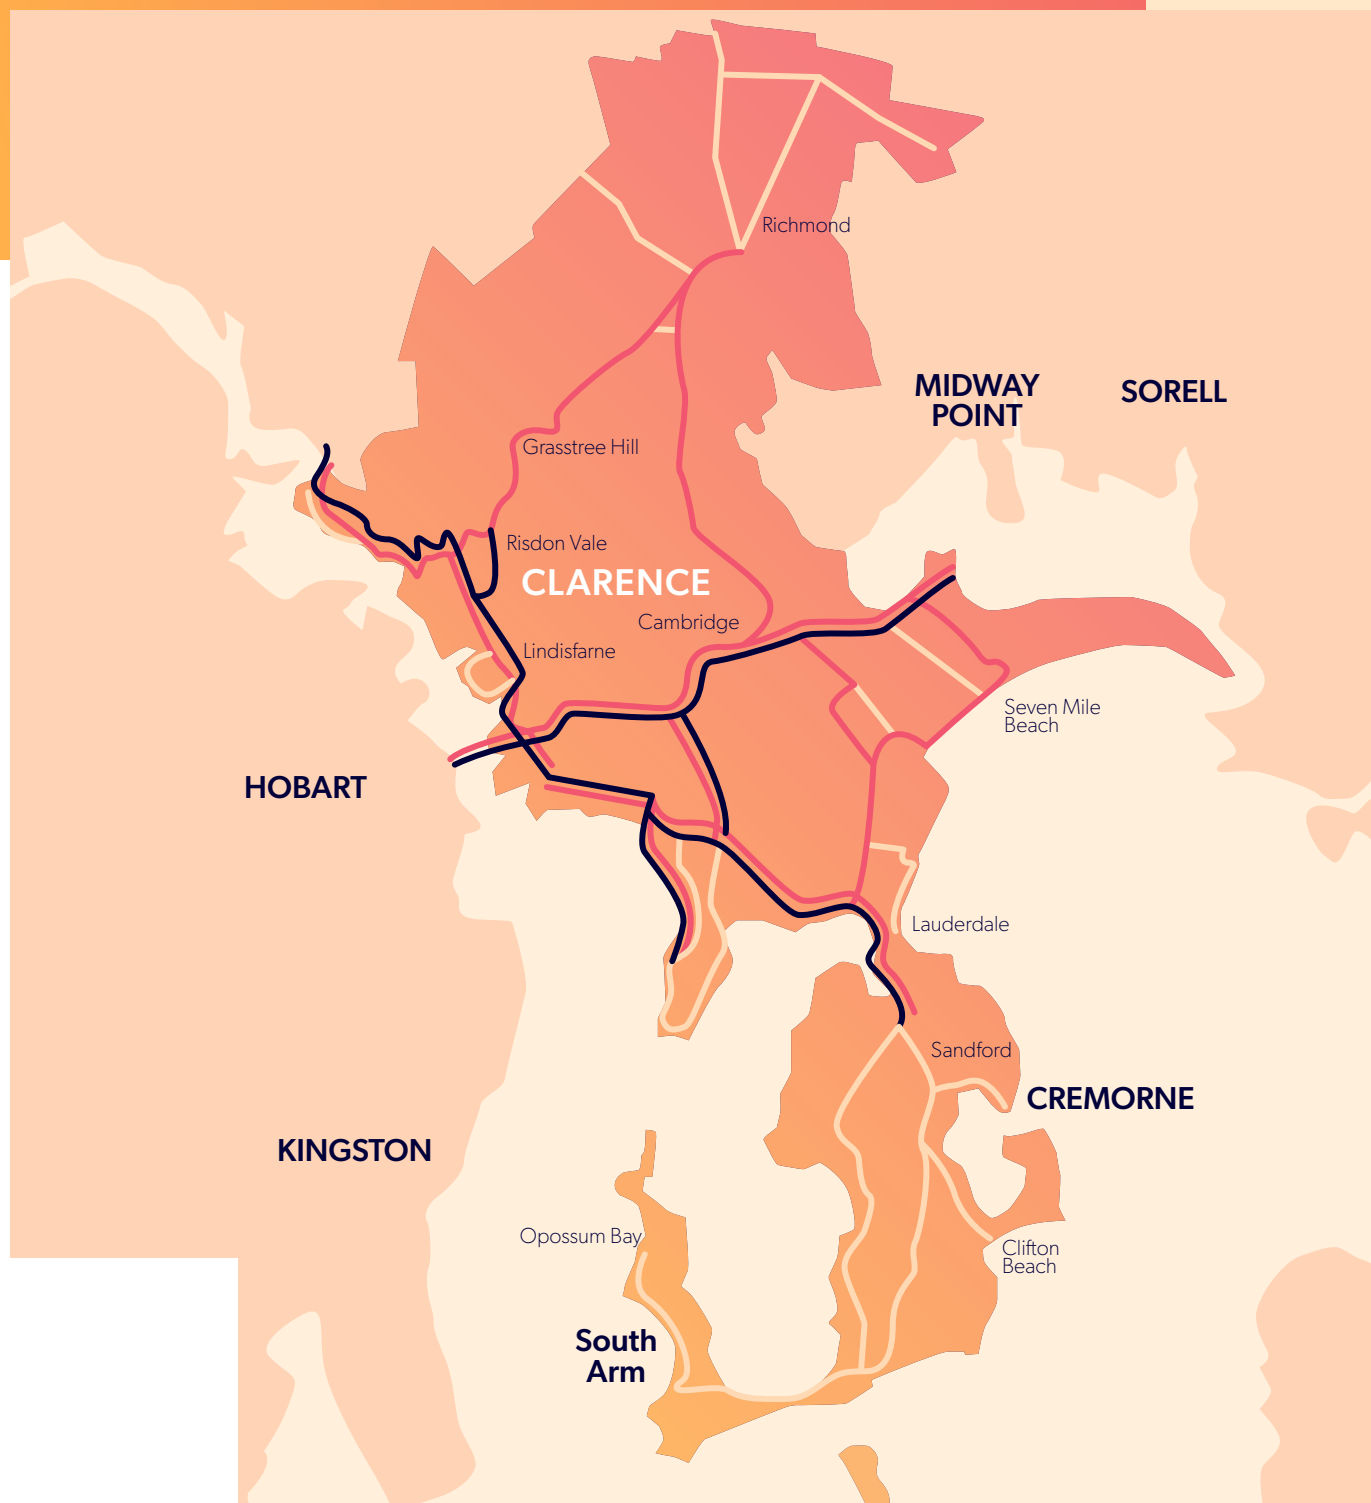 Richmond
MIDWAY
POINT
SORELL
Grasstree Hill
Risdon Vale
CLARENCE
Cambridge
Lindisfarne
Seven Mile
Beach
HOBART
Lauderdale
Sandford
CREMORNE
KINGSTON
Opossum Bay
Clifton
Beach
South
Arm